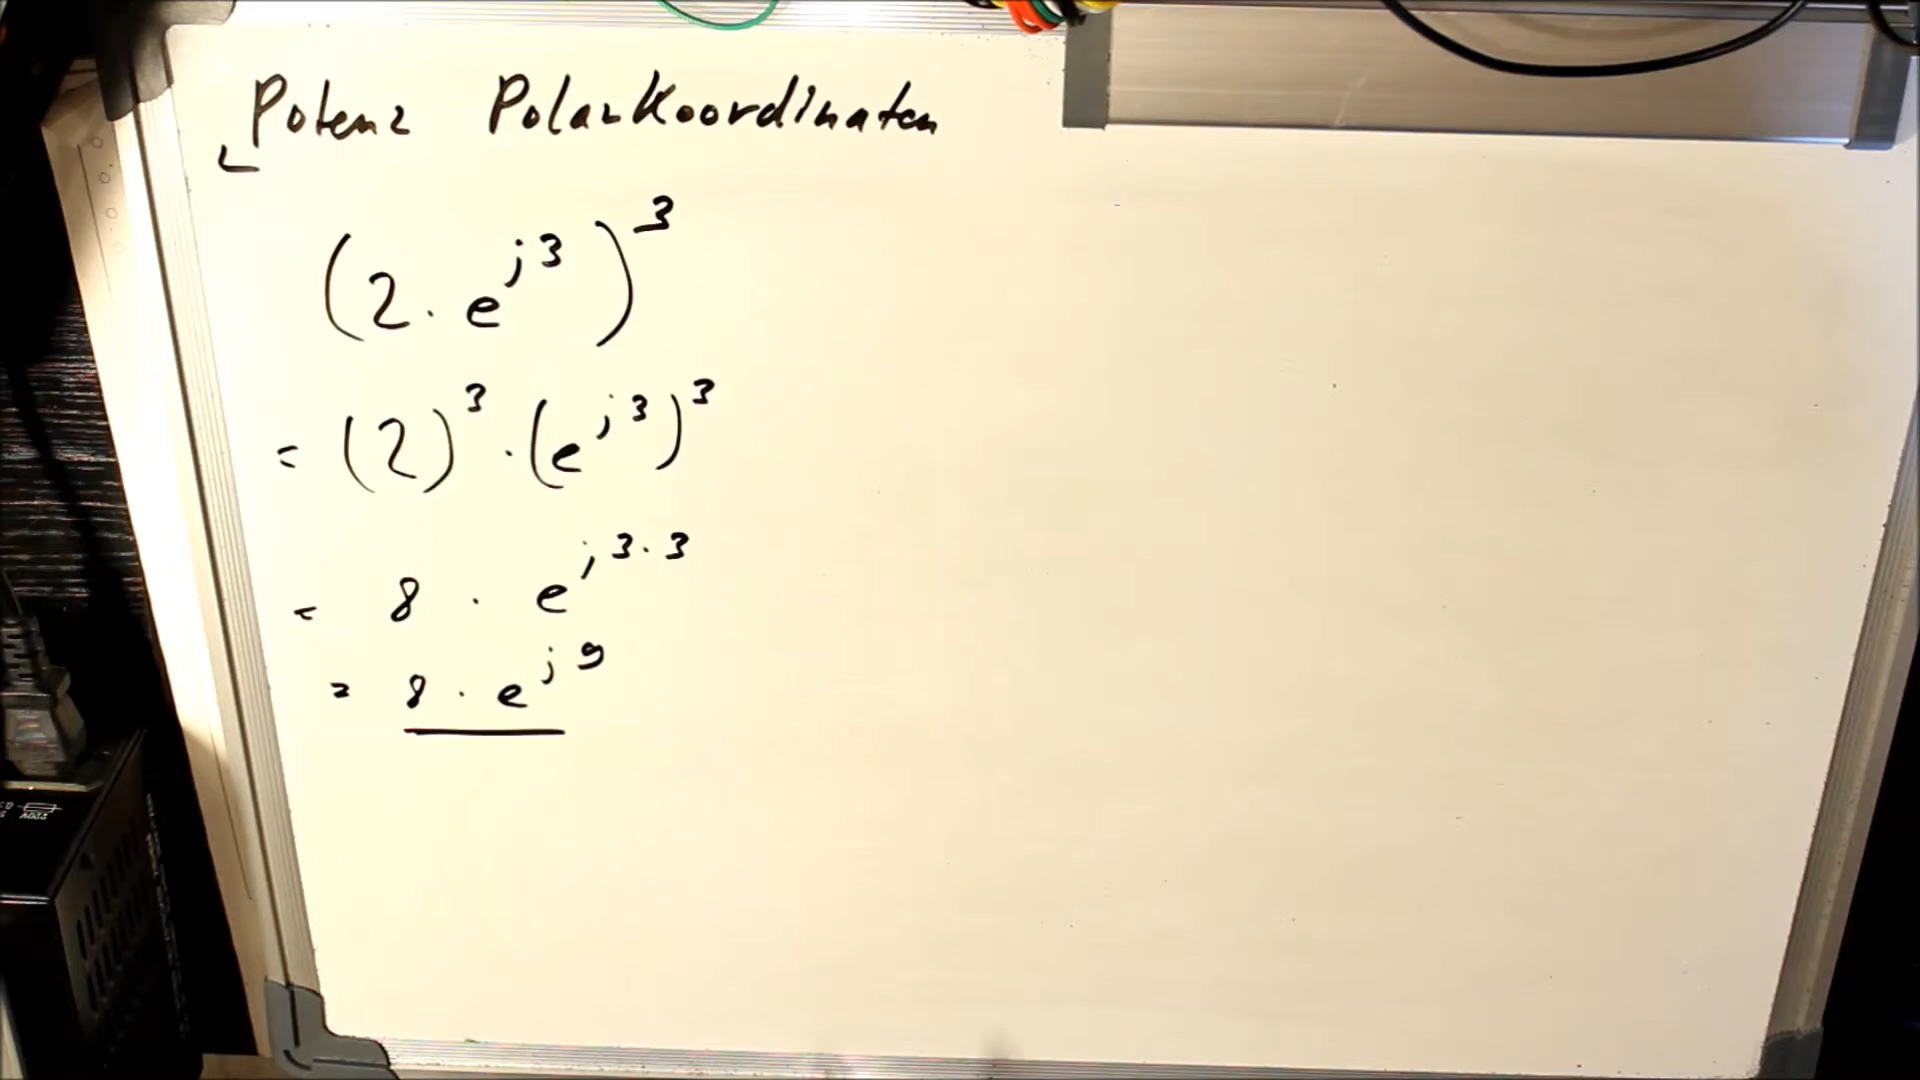 Potenz Polarkoordinaten
(2 · e^{j3})^3
= (2)^3 · (e^{j3})^3
= 8 · e^{j3·3}
= 8 · e^{j9}